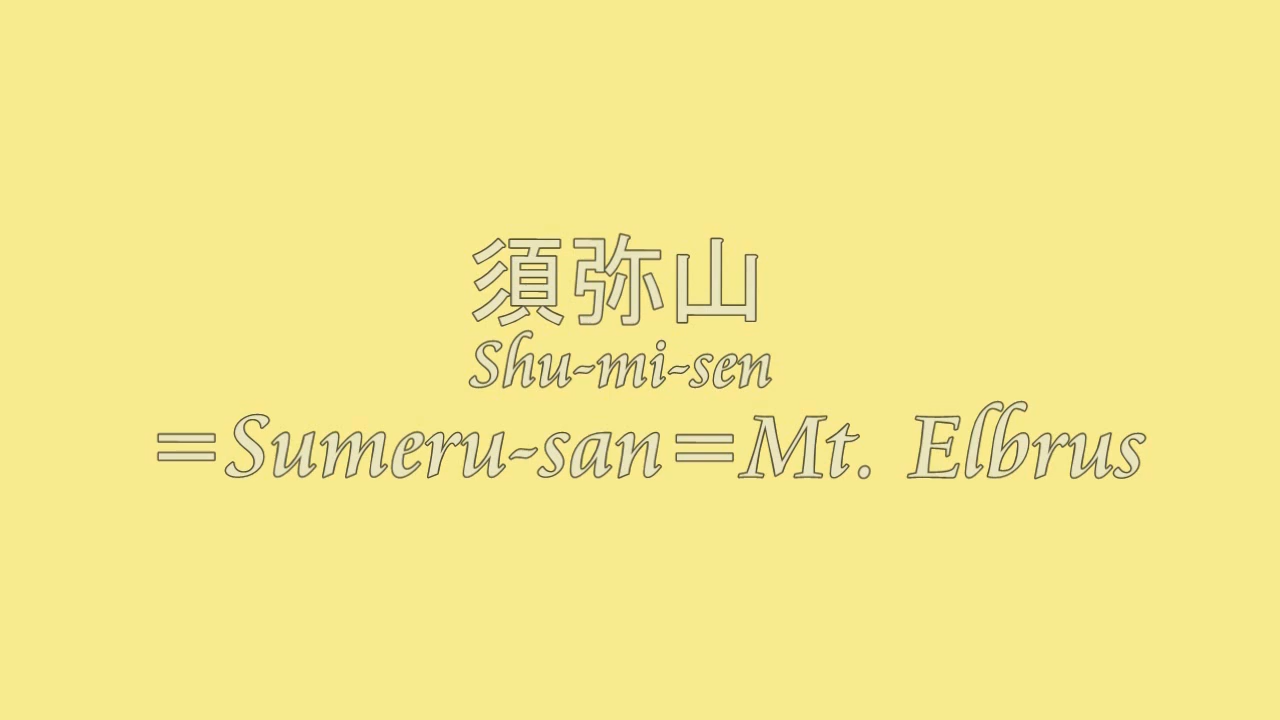 須弥山
Shu-mi-sen
=Sumeru-san=Mt. Elbrus